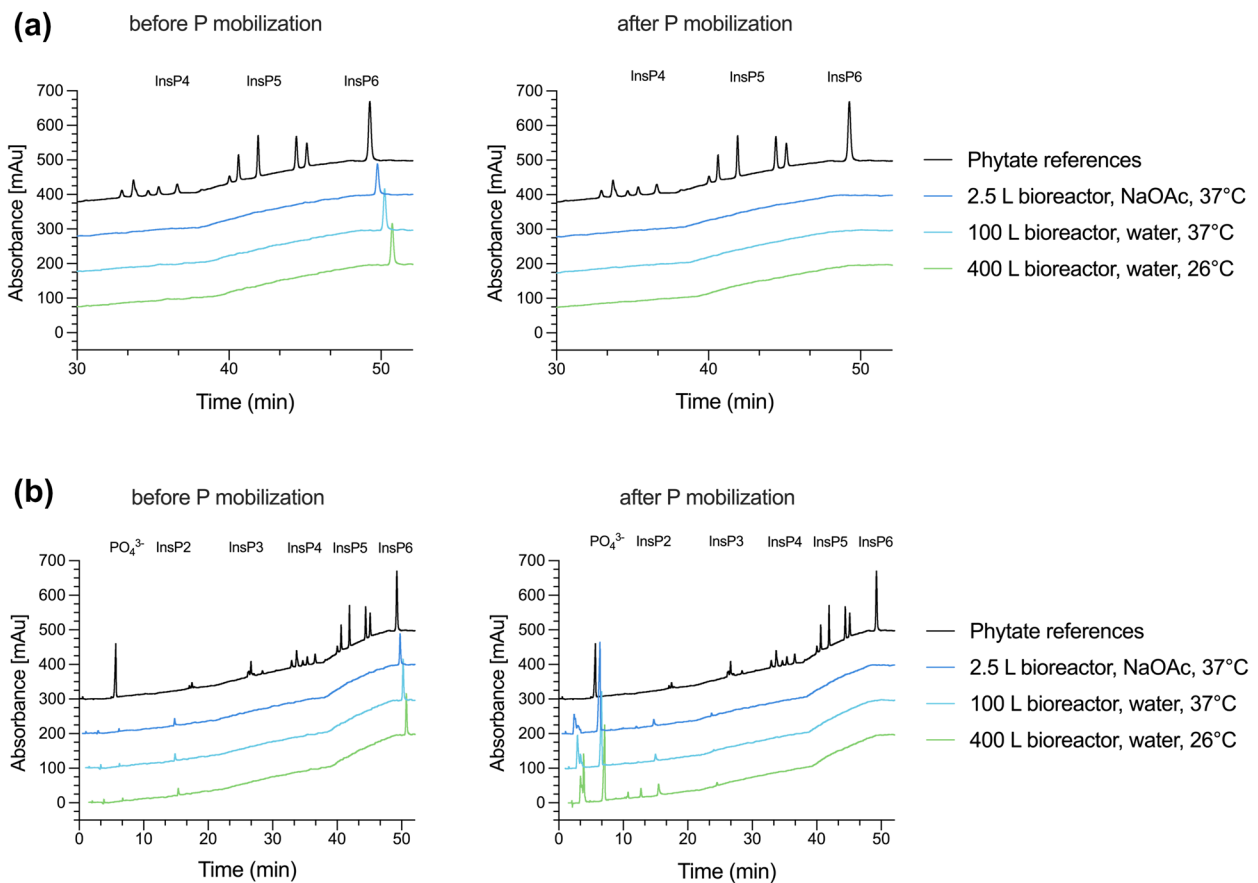 (a)
before P mobilization
after P mobilization
InsP4 InsP5 InsP6
InsP4 InsP5 InsP6
700
600
500
400
300
200
100
0
Absorbance [mAu]
30 40 50
Time (min)
700
600
500
400
300
200
100
0
Absorbance [mAu]
30 40 50
Time (min)
Phytate references
2.5 L bioreactor, NaOAc, 37°C
100 L bioreactor, water, 37°C
400 L bioreactor, water, 26°C
(b)
before P mobilization
after P mobilization
PO₄³⁻ InsP2 InsP3 InsP4 InsP5 InsP6
PO₄³⁻ InsP2 InsP3 InsP4 InsP5 InsP6
700
600
500
400
300
200
100
0
Absorbance [mAu]
0 10 20 30 40 50
Time (min)
700
600
500
400
300
200
100
0
Absorbance [mAu]
0 10 20 30 40 50
Time (min)
Phytate references
2.5 L bioreactor, NaOAc, 37°C
100 L bioreactor, water, 37°C
400 L bioreactor, water, 26°C